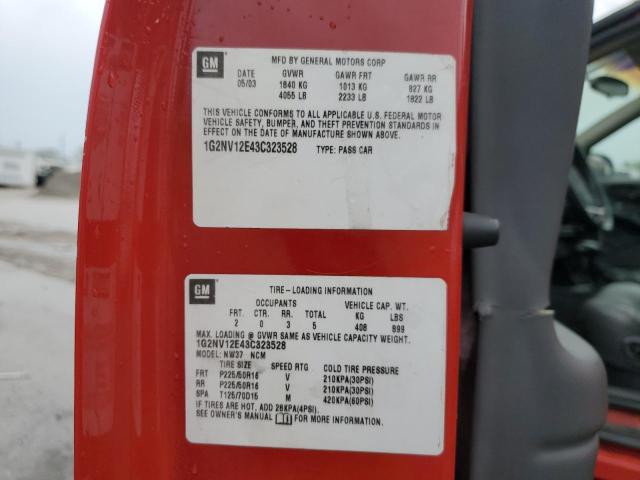 GM
MFD BY GENERAL MOTORS CORP
DATE GVWR GAWR FRT GAWR RR
05/03 1840 KG 1013 KG 827 KG
4055 LB 2233 LB 1822 LB
THIS VEHICLE CONFORMS TO ALL APPLICABLE U.S. FEDERAL MOTOR
VEHICLE SAFETY, BUMPER, AND THEFT PREVENTION STANDARDS IN
EFFECT ON THE DATE OF MANUFACTURE SHOWN ABOVE.
1G2NV12E43C323528 TYPE: PASS CAR
GM
TIRE-LOADING INFORMATION
OCCUPANTS VEHICLE CAP. WT.
FRT. CTR. RR. TOTAL KG LBS
2 0 3 5 408 899
MAX. LOADING @ GVWR SAME AS VEHICLE CAPACITY WEIGHT.
1G2NV12E43C323528
MODEL: NW37 NCM
TIRE SIZE SPEED RTG COLD TIRE PRESSURE
FRT P225/50R16 V 210KPA(30PSI)
RR P225/50R16 V 210KPA(30PSI)
SPA T125/70D15 M 420KPA(60PSI)
IF TIRES ARE HOT, ADD 28KPA(4PSI).
SEE OWNER'S MANUAL FOR MORE INFORMATION